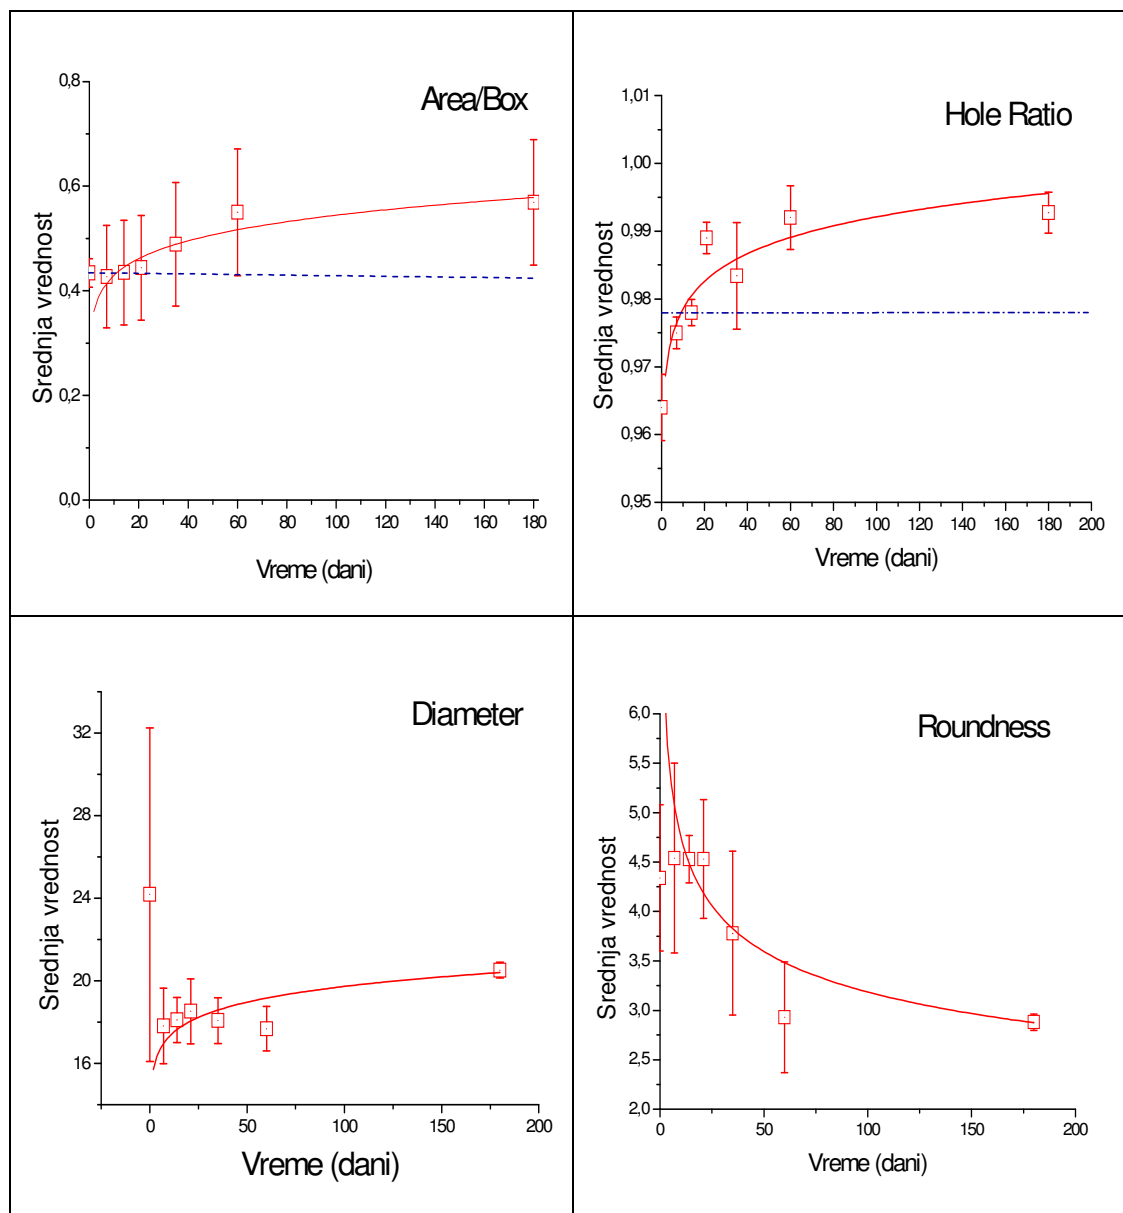 Area/Box
Srednja vrednost
0,8
0,6
0,4
0,2
0,0
0 20 40 60 80 100 120 140 160 180
Vreme (dani)
Hole Ratio
Srednja vrednost
1,01
1,00
0,99
0,98
0,97
0,96
0,95
0 20 40 60 80 100 120 140 160 180 200
Vreme (dani)
Diameter
Srednja vrednost
32
28
24
20
16
0 50 100 150 200
Vreme (dani)
Roundness
Srednja vrednost
6,0
5,5
5,0
4,5
4,0
3,5
3,0
2,5
2,0
0 50 100 150 200
Vreme (dani)